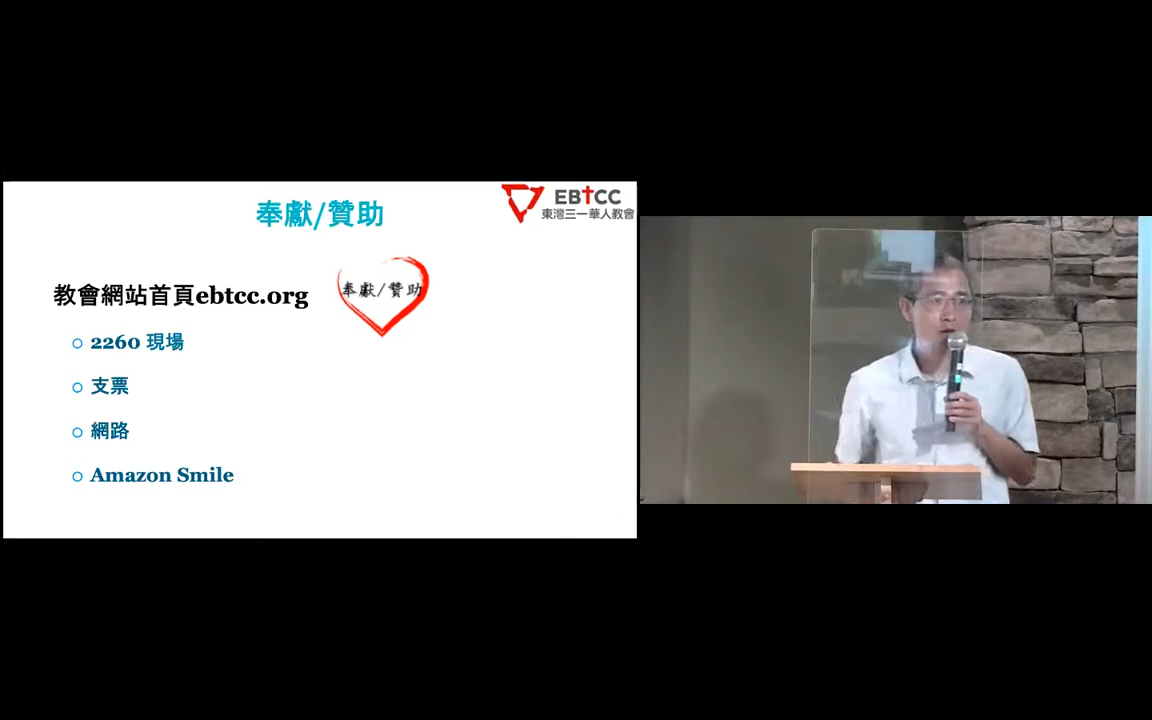 奉獻/贊助
EBTCC
東灣三一華人教會
教會網站首頁ebtcc.org
奉獻/贊助
2260 現場
支票
網路
Amazon Smile